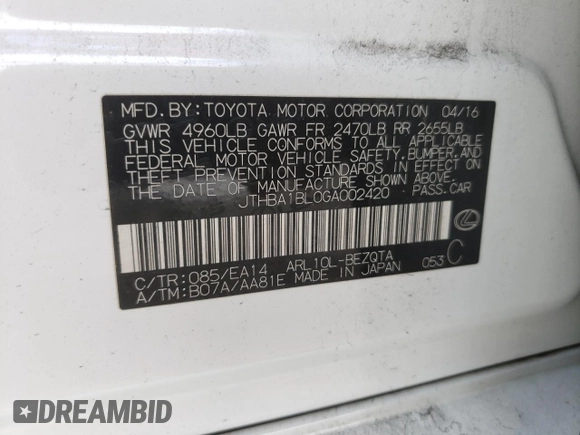 MFD.BY:TOYOTA MOTOR CORPORATION 04/16
GVWR 4960LB GAWR FR 2470LB RR 2655LB
THIS VEHICLE CONFORMS TO ALL APPLICABLE
FEDERAL MOTOR VEHICLE SAFETY,BUMPER,AND
THEFT PREVENTION STANDARDS IN EFFECT ON
THE DATE OF MANUFACTURE SHOWN ABOVE.
JTHBA1BL0GA002420 PASS.CAR
C/TR:085/EA14 ARL10L-BEZQTA 053 C
A/TM:B07A/AA81E MADE IN JAPAN
DREAMBID